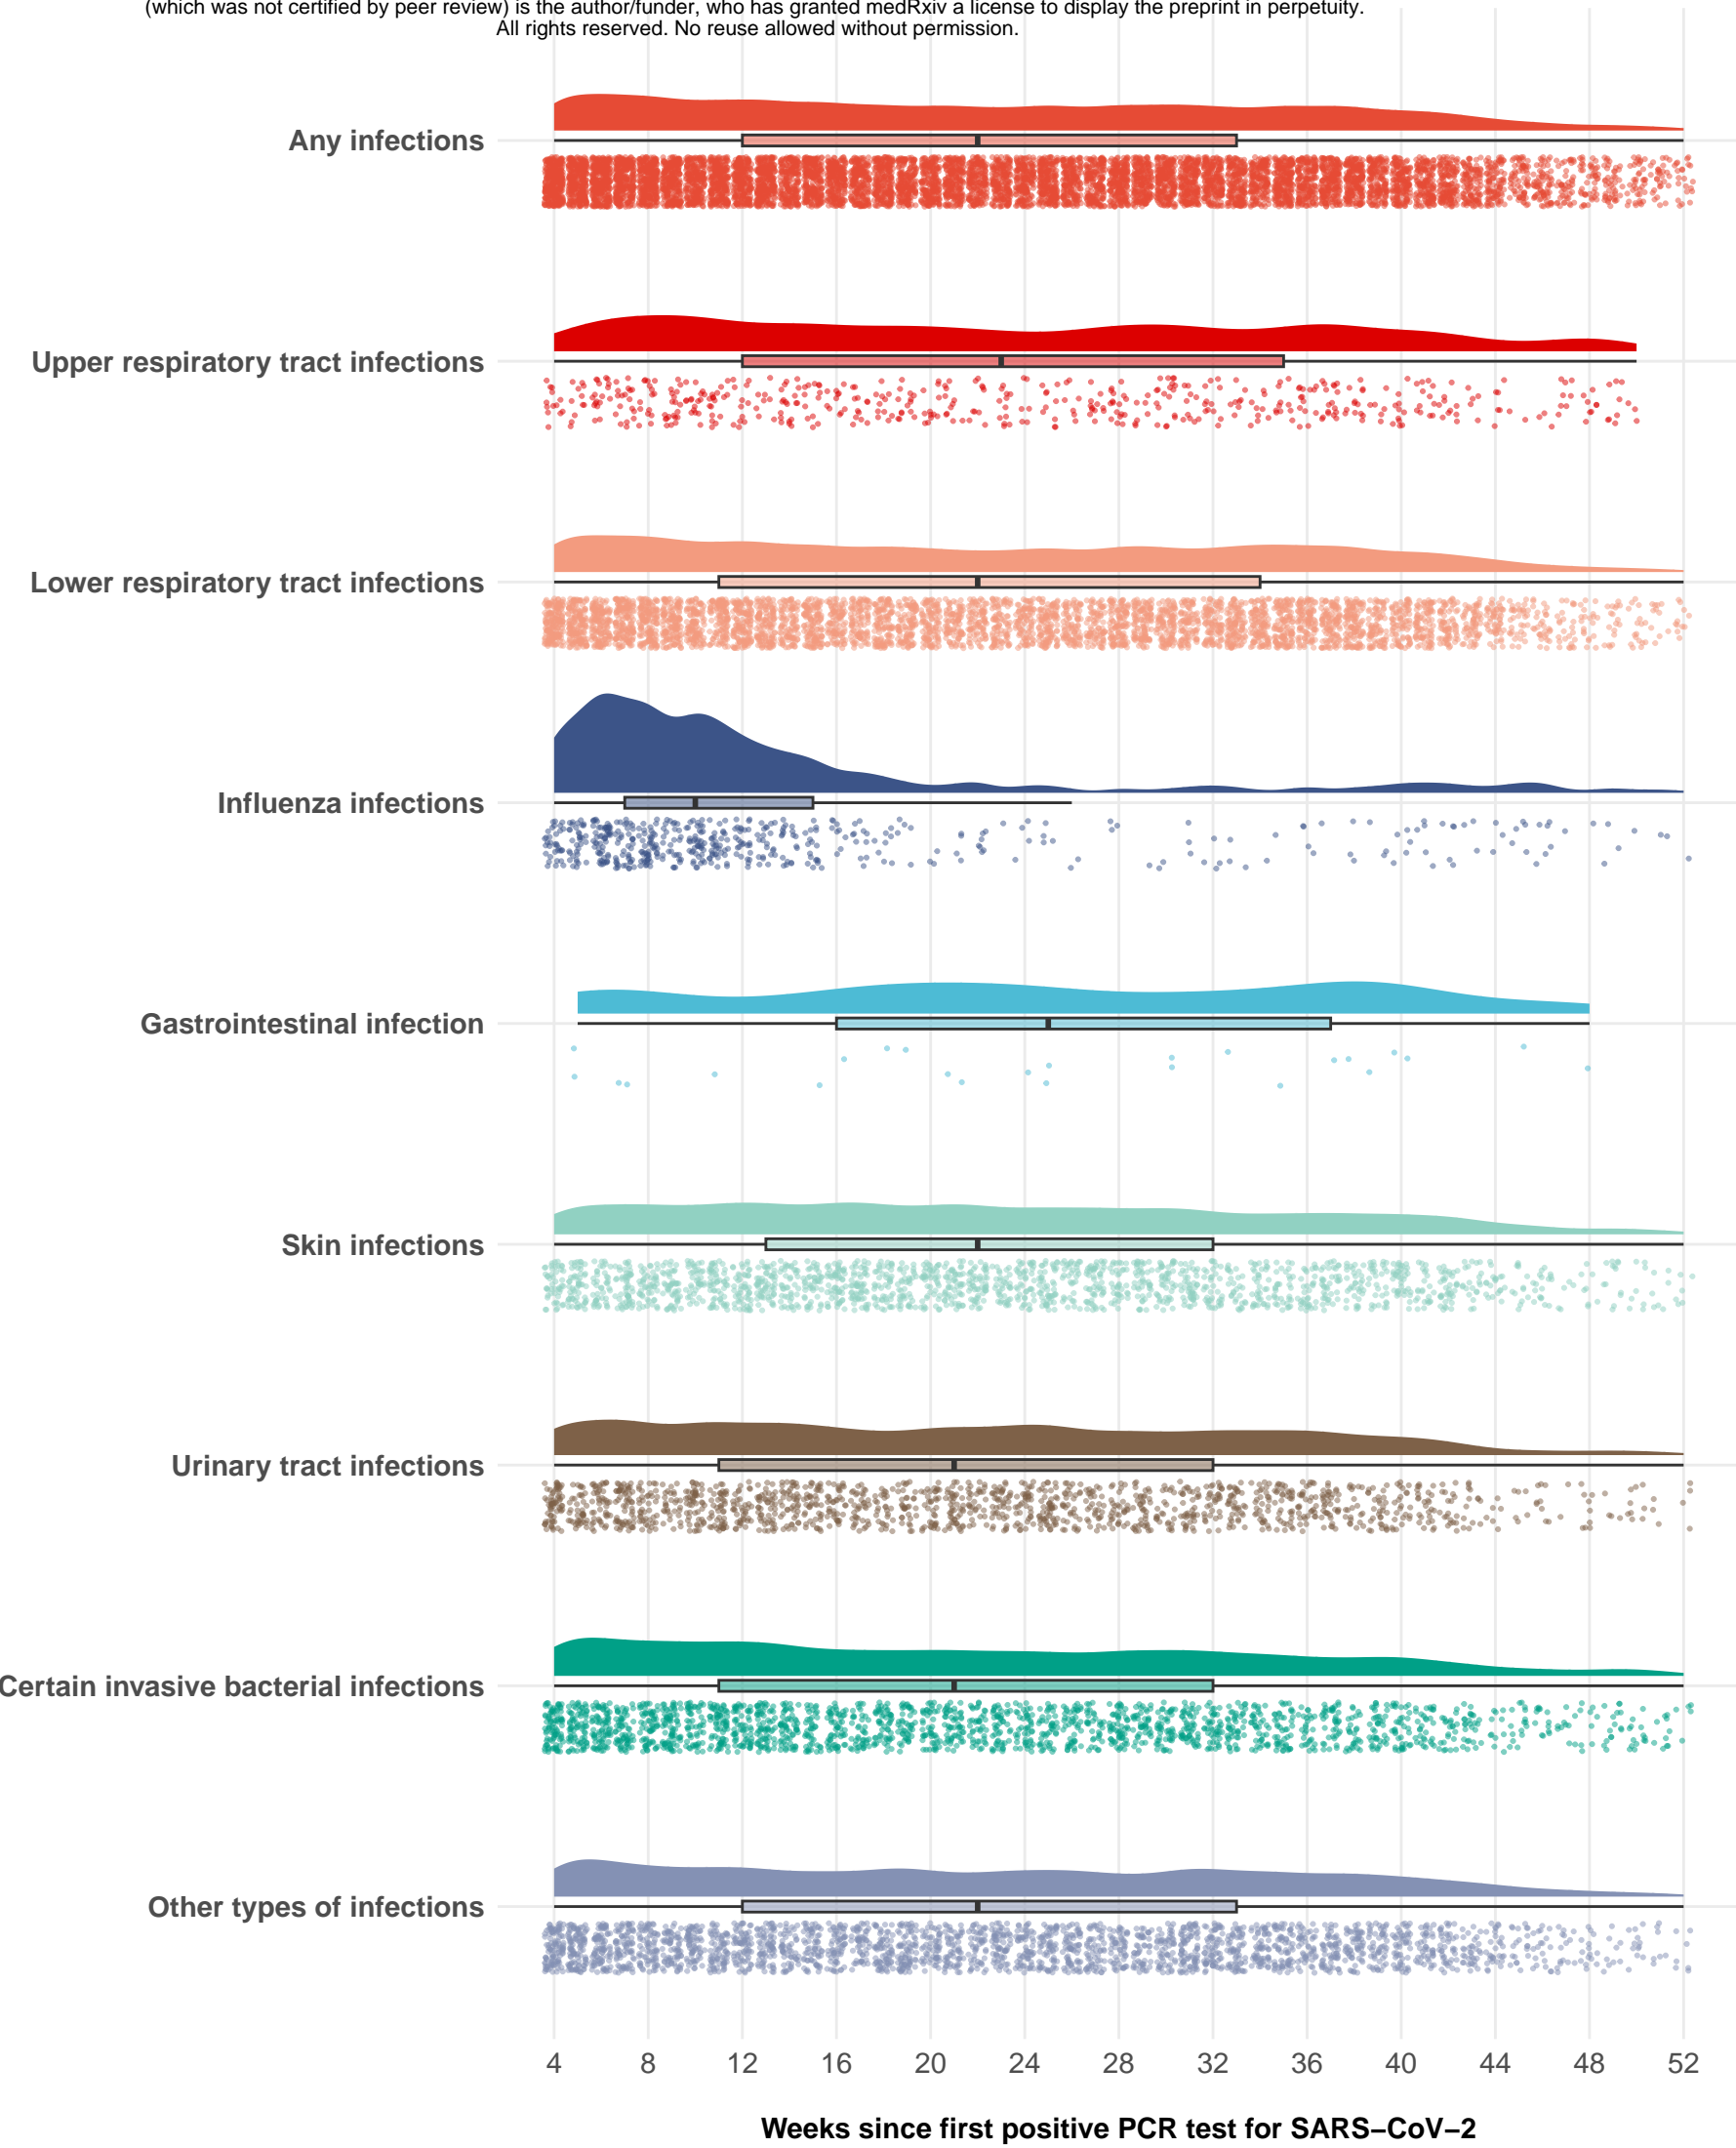 (which was not certified by peer review) is the author/funder, who has granted medRxiv a license to display the preprint in perpetuity.
All rights reserved. No reuse allowed without permission.
Any infections
Upper respiratory tract infections
Lower respiratory tract infections
Influenza infections
Gastrointestinal infection
Skin infections
Urinary tract infections
Certain invasive bacterial infections
Other types of infections
4 8 12 16 20 24 28 32 36 40 44 48 52
Weeks since first positive PCR test for SARS−CoV−2